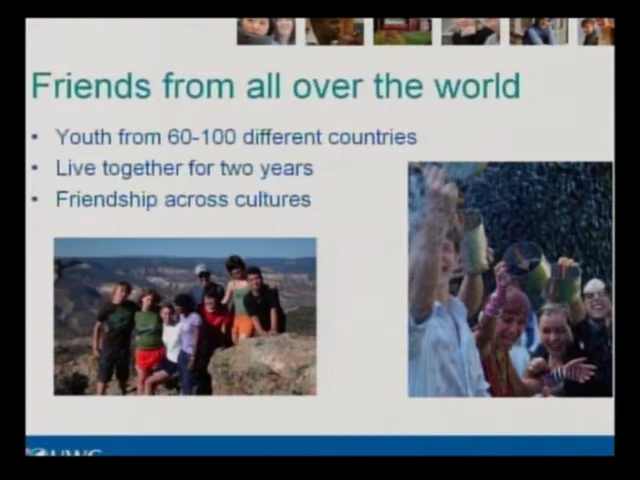 Friends from all over the world
• Youth from 60-100 different countries
• Live together for two years
• Friendship across cultures